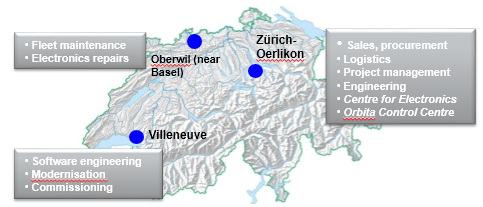 • Fleet maintenance
• Electronics repairs
Oberwil (near
Basel)
Zürich-
Oerlikon
• Sales, procurement
• Logistics
• Project management
• Engineering
• Centre for Electronics
• Orbita Control Centre
Villeneuve
• Software engineering
• Modernisation
• Commissioning